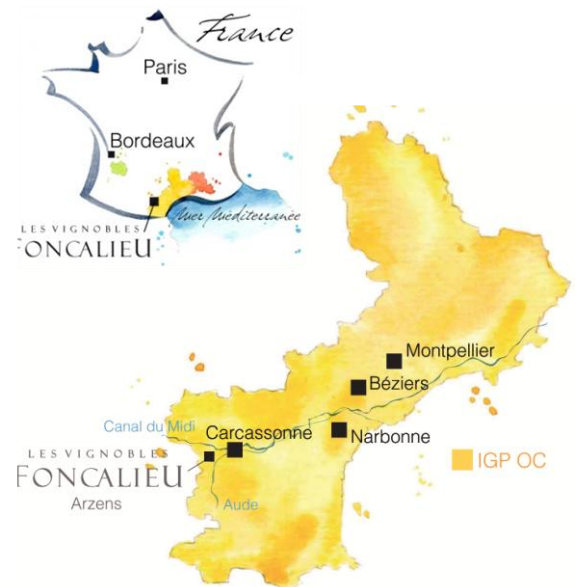 France
Paris
Bordeaux
Mer Méditerranée
LES VIGNOBLES
FONCALIEU
Montpellier
Béziers
Canal du Midi
Carcassonne
Narbonne
LES VIGNOBLES
FONCALIEU
IGP OC
Arzens
Aude